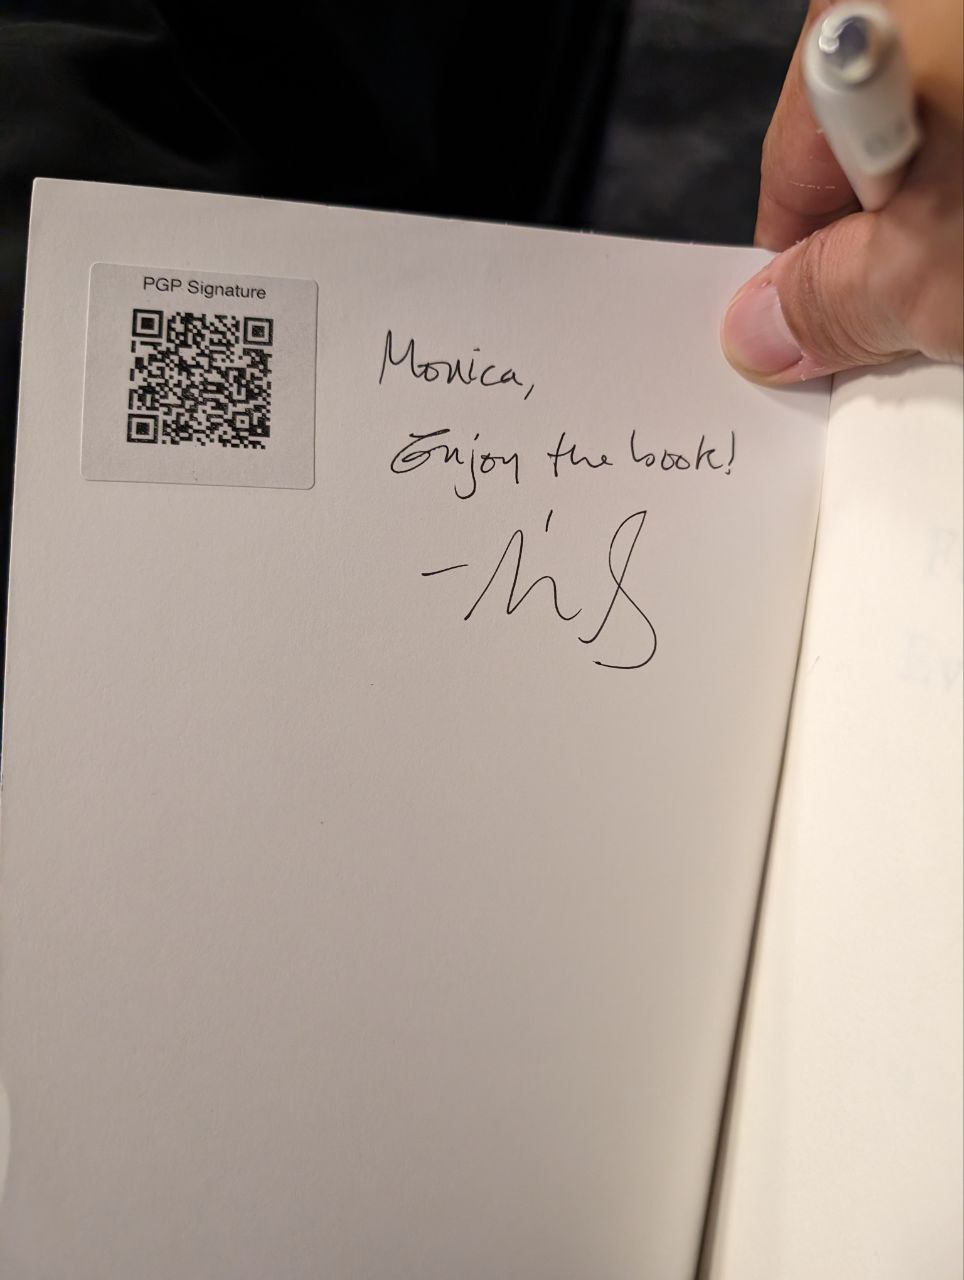 PGP Signature
Monica,
Enjoy the book!